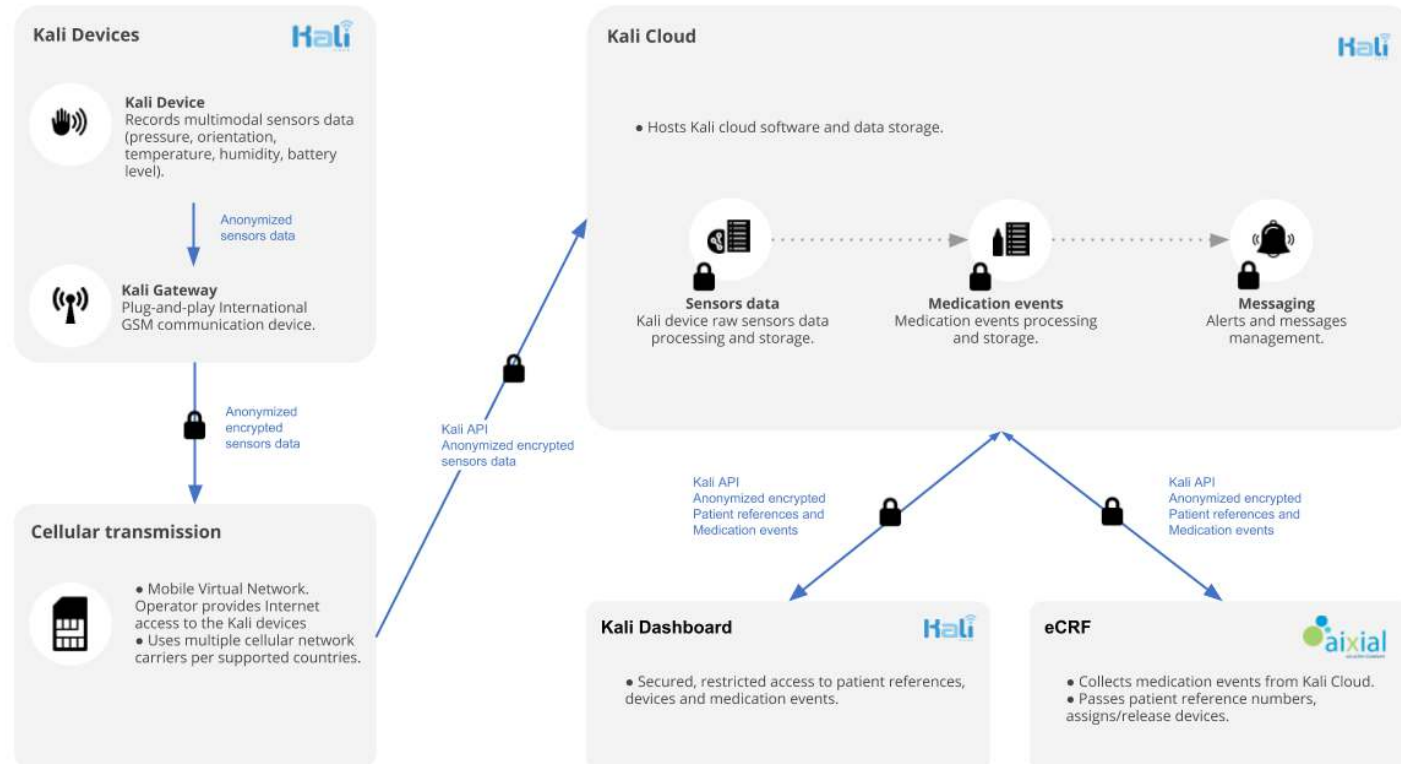 Kali Devices
Kali
Kali Device
Records multimodal sensors data
(pressure, orientation,
temperature, humidity, battery
level).
Anonymized
sensors data
Kali Gateway
Plug-and-play International
GSM communication device.
Anonymized
encrypted
sensors data
Cellular transmission
● Mobile Virtual Network.
Operator provides Internet
access to the Kali devices
● Uses multiple cellular network
carriers per supported countries.
Kali API
Anonymized encrypted
sensors data
Kali Cloud
Kali
● Hosts Kali cloud software and data storage.
Sensors data
Kali device raw sensors data
processing and storage.
Medication events
Medication events processing
and storage.
Messaging
Alerts and messages
management.
Kali API
Anonymized encrypted
Patient references and
Medication events
Kali API
Anonymized encrypted
Patient references and
Medication events
Kali Dashboard
Kali
● Secured, restricted access to patient references,
devices and medication events.
eCRF
aixial
● Collects medication events from Kali Cloud.
● Passes patient reference numbers,
assigns/release devices.